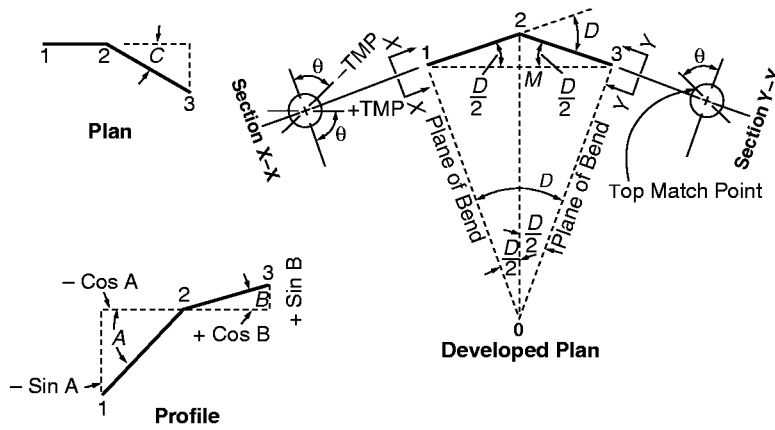 1
2
C
3
Plan
θ
-TMP
X
+TMP
X
θ
Section X–X
1
2
D
3
Y
Y
M
D/2
D/2
θ
Section Y–Y
Top Match Point
Plane of Bend
Plane of Bend
D
D/2
D/2
0
Developed Plan
– Cos A
2
3
B
+ Sin B
+ Cos B
A
– Sin A
1
Profile